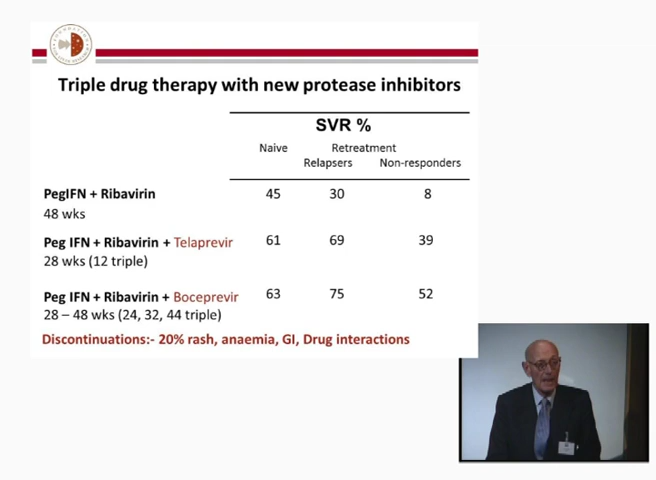 Triple drug therapy with new protease inhibitors
SVR %
Naive Retreatment
Relapsers Non-responders
PegIFN + Ribavirin 45 30 8
48 wks
Peg IFN + Ribavirin + Telaprevir 61 69 39
28 wks (12 triple)
Peg IFN + Ribavirin + Boceprevir 63 75 52
28 – 48 wks (24, 32, 44 triple)
Discontinuations:- 20% rash, anaemia, GI, Drug interactions